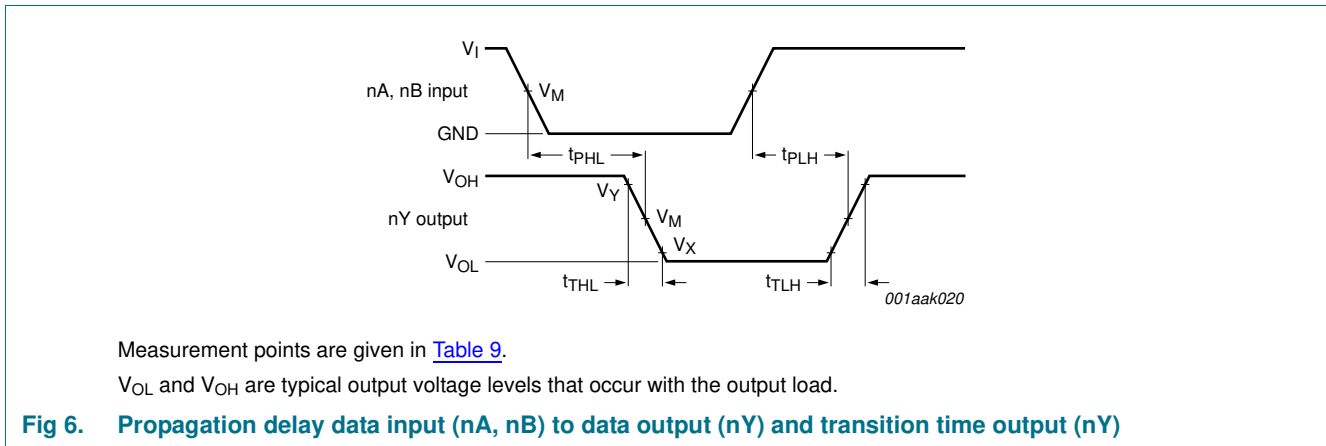 V_I
nA, nB input
V_M
GND
t_PHL
t_PLH
V_OH
V_Y
nY output
V_M
V_X
V_OL
t_THL
t_TLH
001aak020
Measurement points are given in Table 9.
V_OL and V_OH are typical output voltage levels that occur with the output load.
Fig 6. Propagation delay data input (nA, nB) to data output (nY) and transition time output (nY)